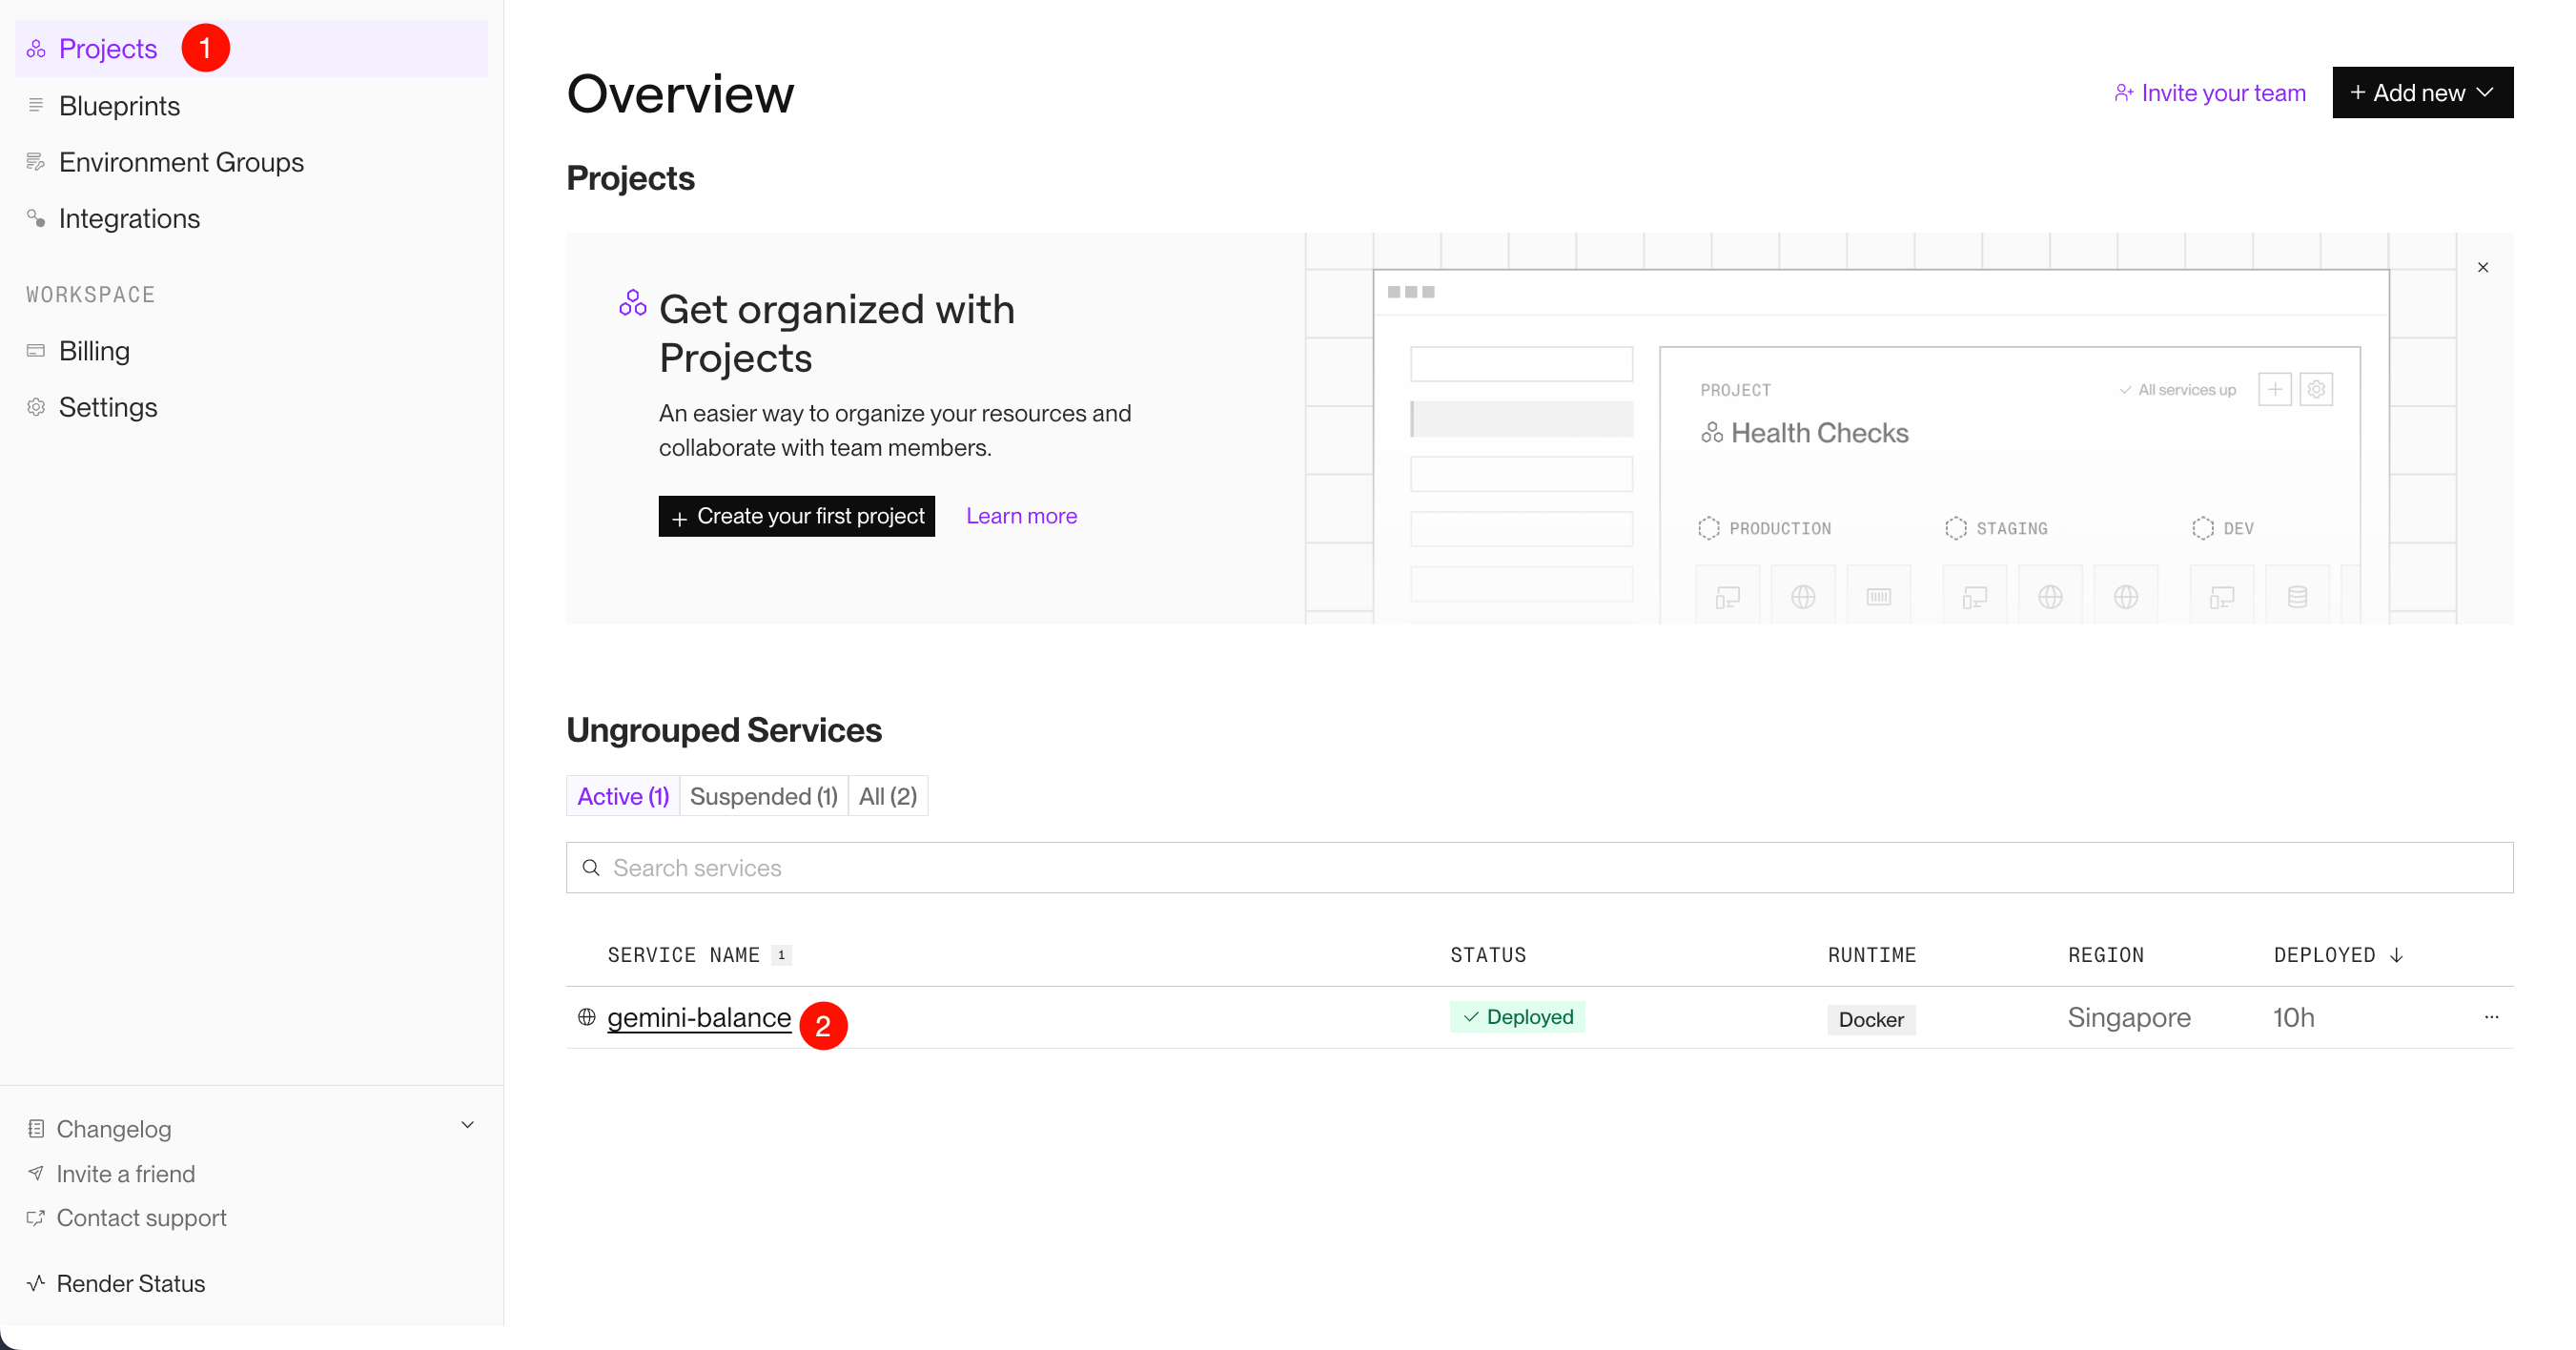 Projects 1
Blueprints
Environment Groups
Integrations
WORKSPACE
Billing
Settings
Changelog
Invite a friend
Contact support
Render Status
Overview
Invite your team
+ Add new
Projects
Get organized with
Projects
An easier way to organize your resources and
collaborate with team members.
+ Create your first project
Learn more
PROJECT
All services up
Health Checks
PRODUCTION
STAGING
DEV
Ungrouped Services
Active (1)
Suspended (1)
All (2)
Search services
SERVICE NAME 1
STATUS
RUNTIME
REGION
DEPLOYED ↓
gemini-balance 2
Deployed
Docker
Singapore
10h